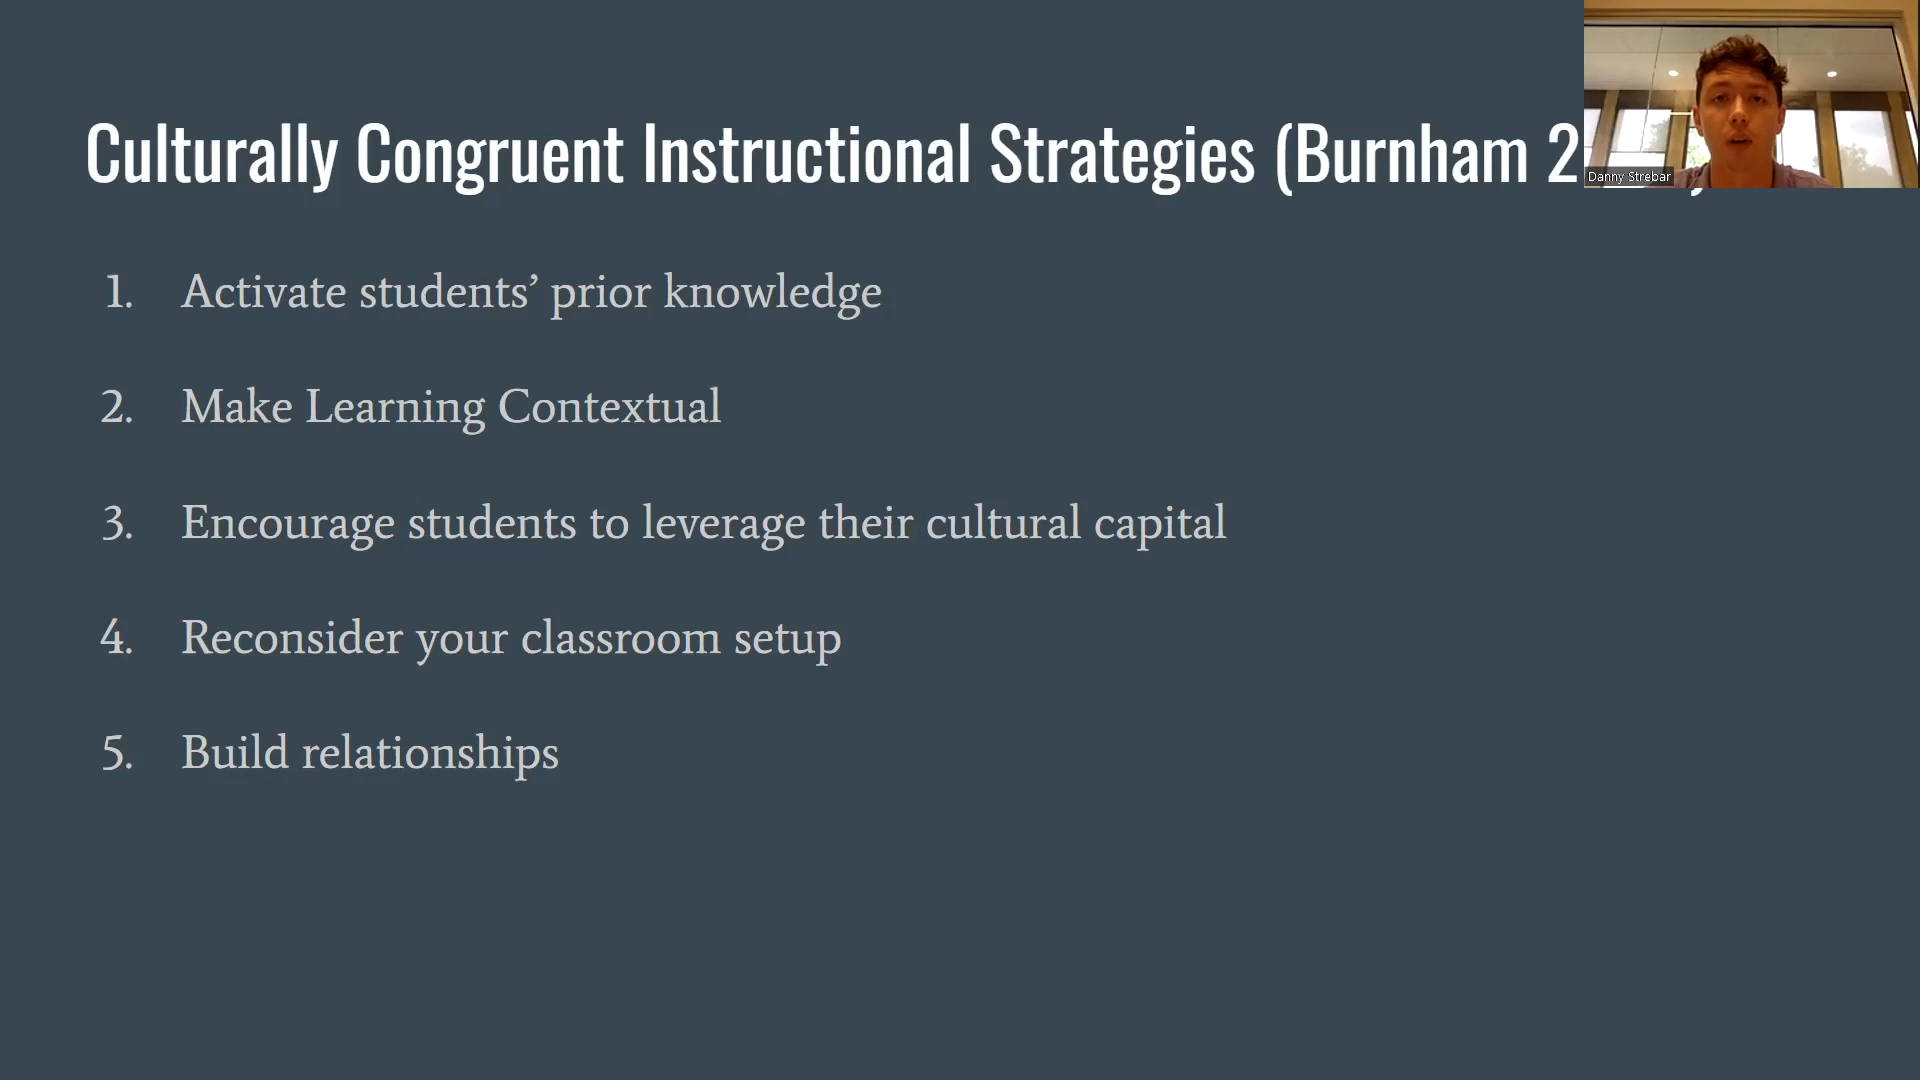 Culturally Congruent Instructional Strategies (Burnham 2
Danny Strebar
1. Activate students’ prior knowledge
2. Make Learning Contextual
3. Encourage students to leverage their cultural capital
4. Reconsider your classroom setup
5. Build relationships